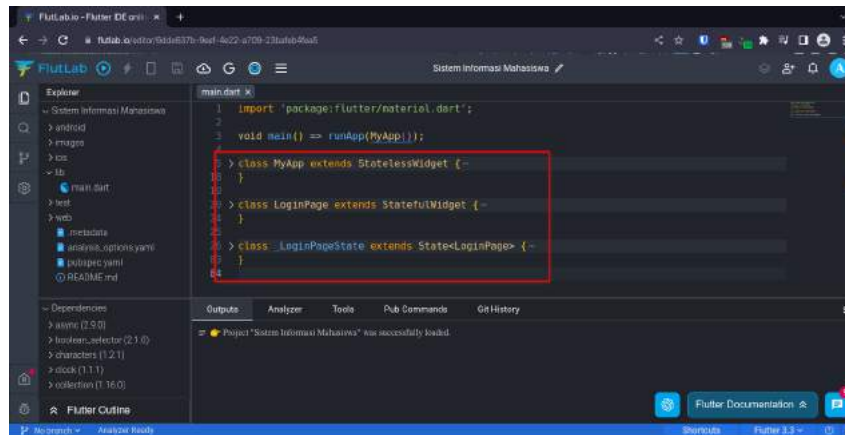 FlutLab.io - Flutter IDE onli
FlutLab
Sistem Informasi Mahasiswa
Explorer
Sistem Informasi Mahasiswa
android
images
ios
lib
main.dart
test
web
.metadata
analysis_options.yaml
pubspec.yaml
README.md
Dependencies
async (2.9.0)
boolean_selector (2.1.0)
characters (1.2.1)
clock (1.1.1)
collection (1.16.0)
Flutter Outline
main.dart
1 import 'package:flutter/material.dart';
2
3 void main() => runApp(MyApp());
class MyApp extends StatelessWidget {
}
class LoginPage extends StatefulWidget {
}
class _LoginPageState extends State<LoginPage> {
}
Outputs Analyzer Tools Pub Commands Git History
Project "Sistem Informasi Mahasiswa" was successfully loaded.
Flutter Documentation
No branch Analyzer Ready
Shortcuts Flutter 3.3